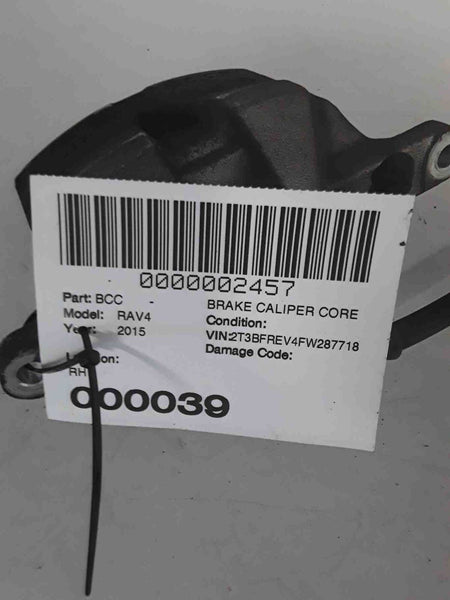 0000002457
Part: BCC - BRAKE CALIPER CORE
Model: RAV4 Condition:
Year: 2015 VIN:2T3BFREV4FW287718
Damage Code:
RH
000039